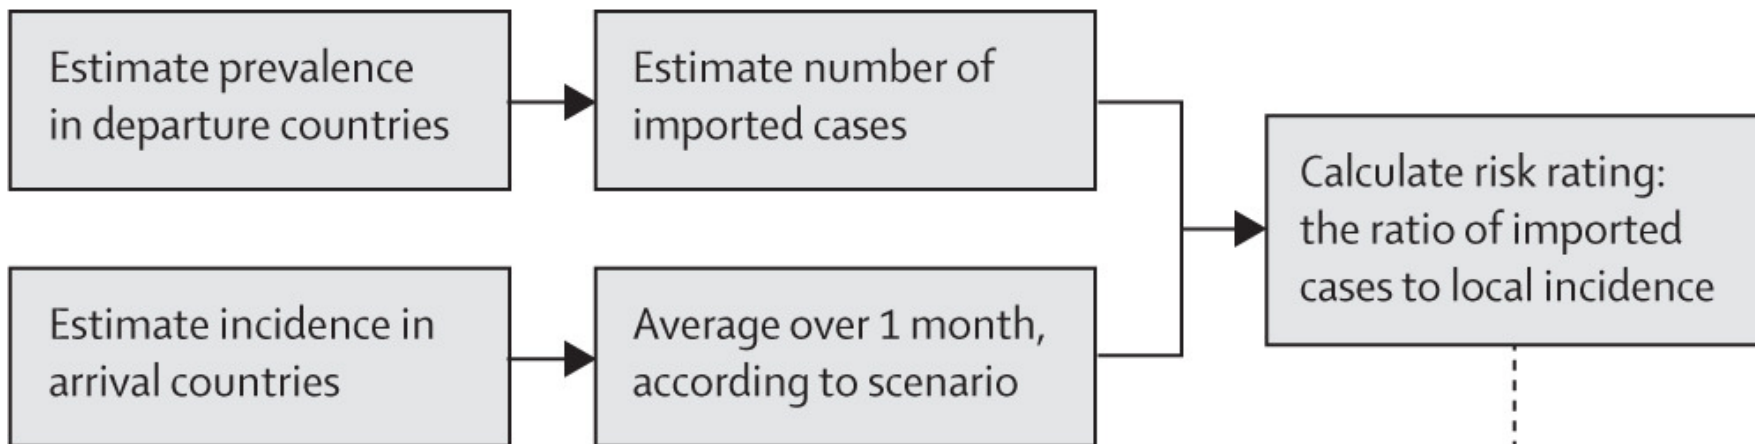 Estimate prevalence
in departure countries
Estimate number of
imported cases
Calculate risk rating:
the ratio of imported
cases to local incidence
Estimate incidence in
arrival countries
Average over 1 month,
according to scenario